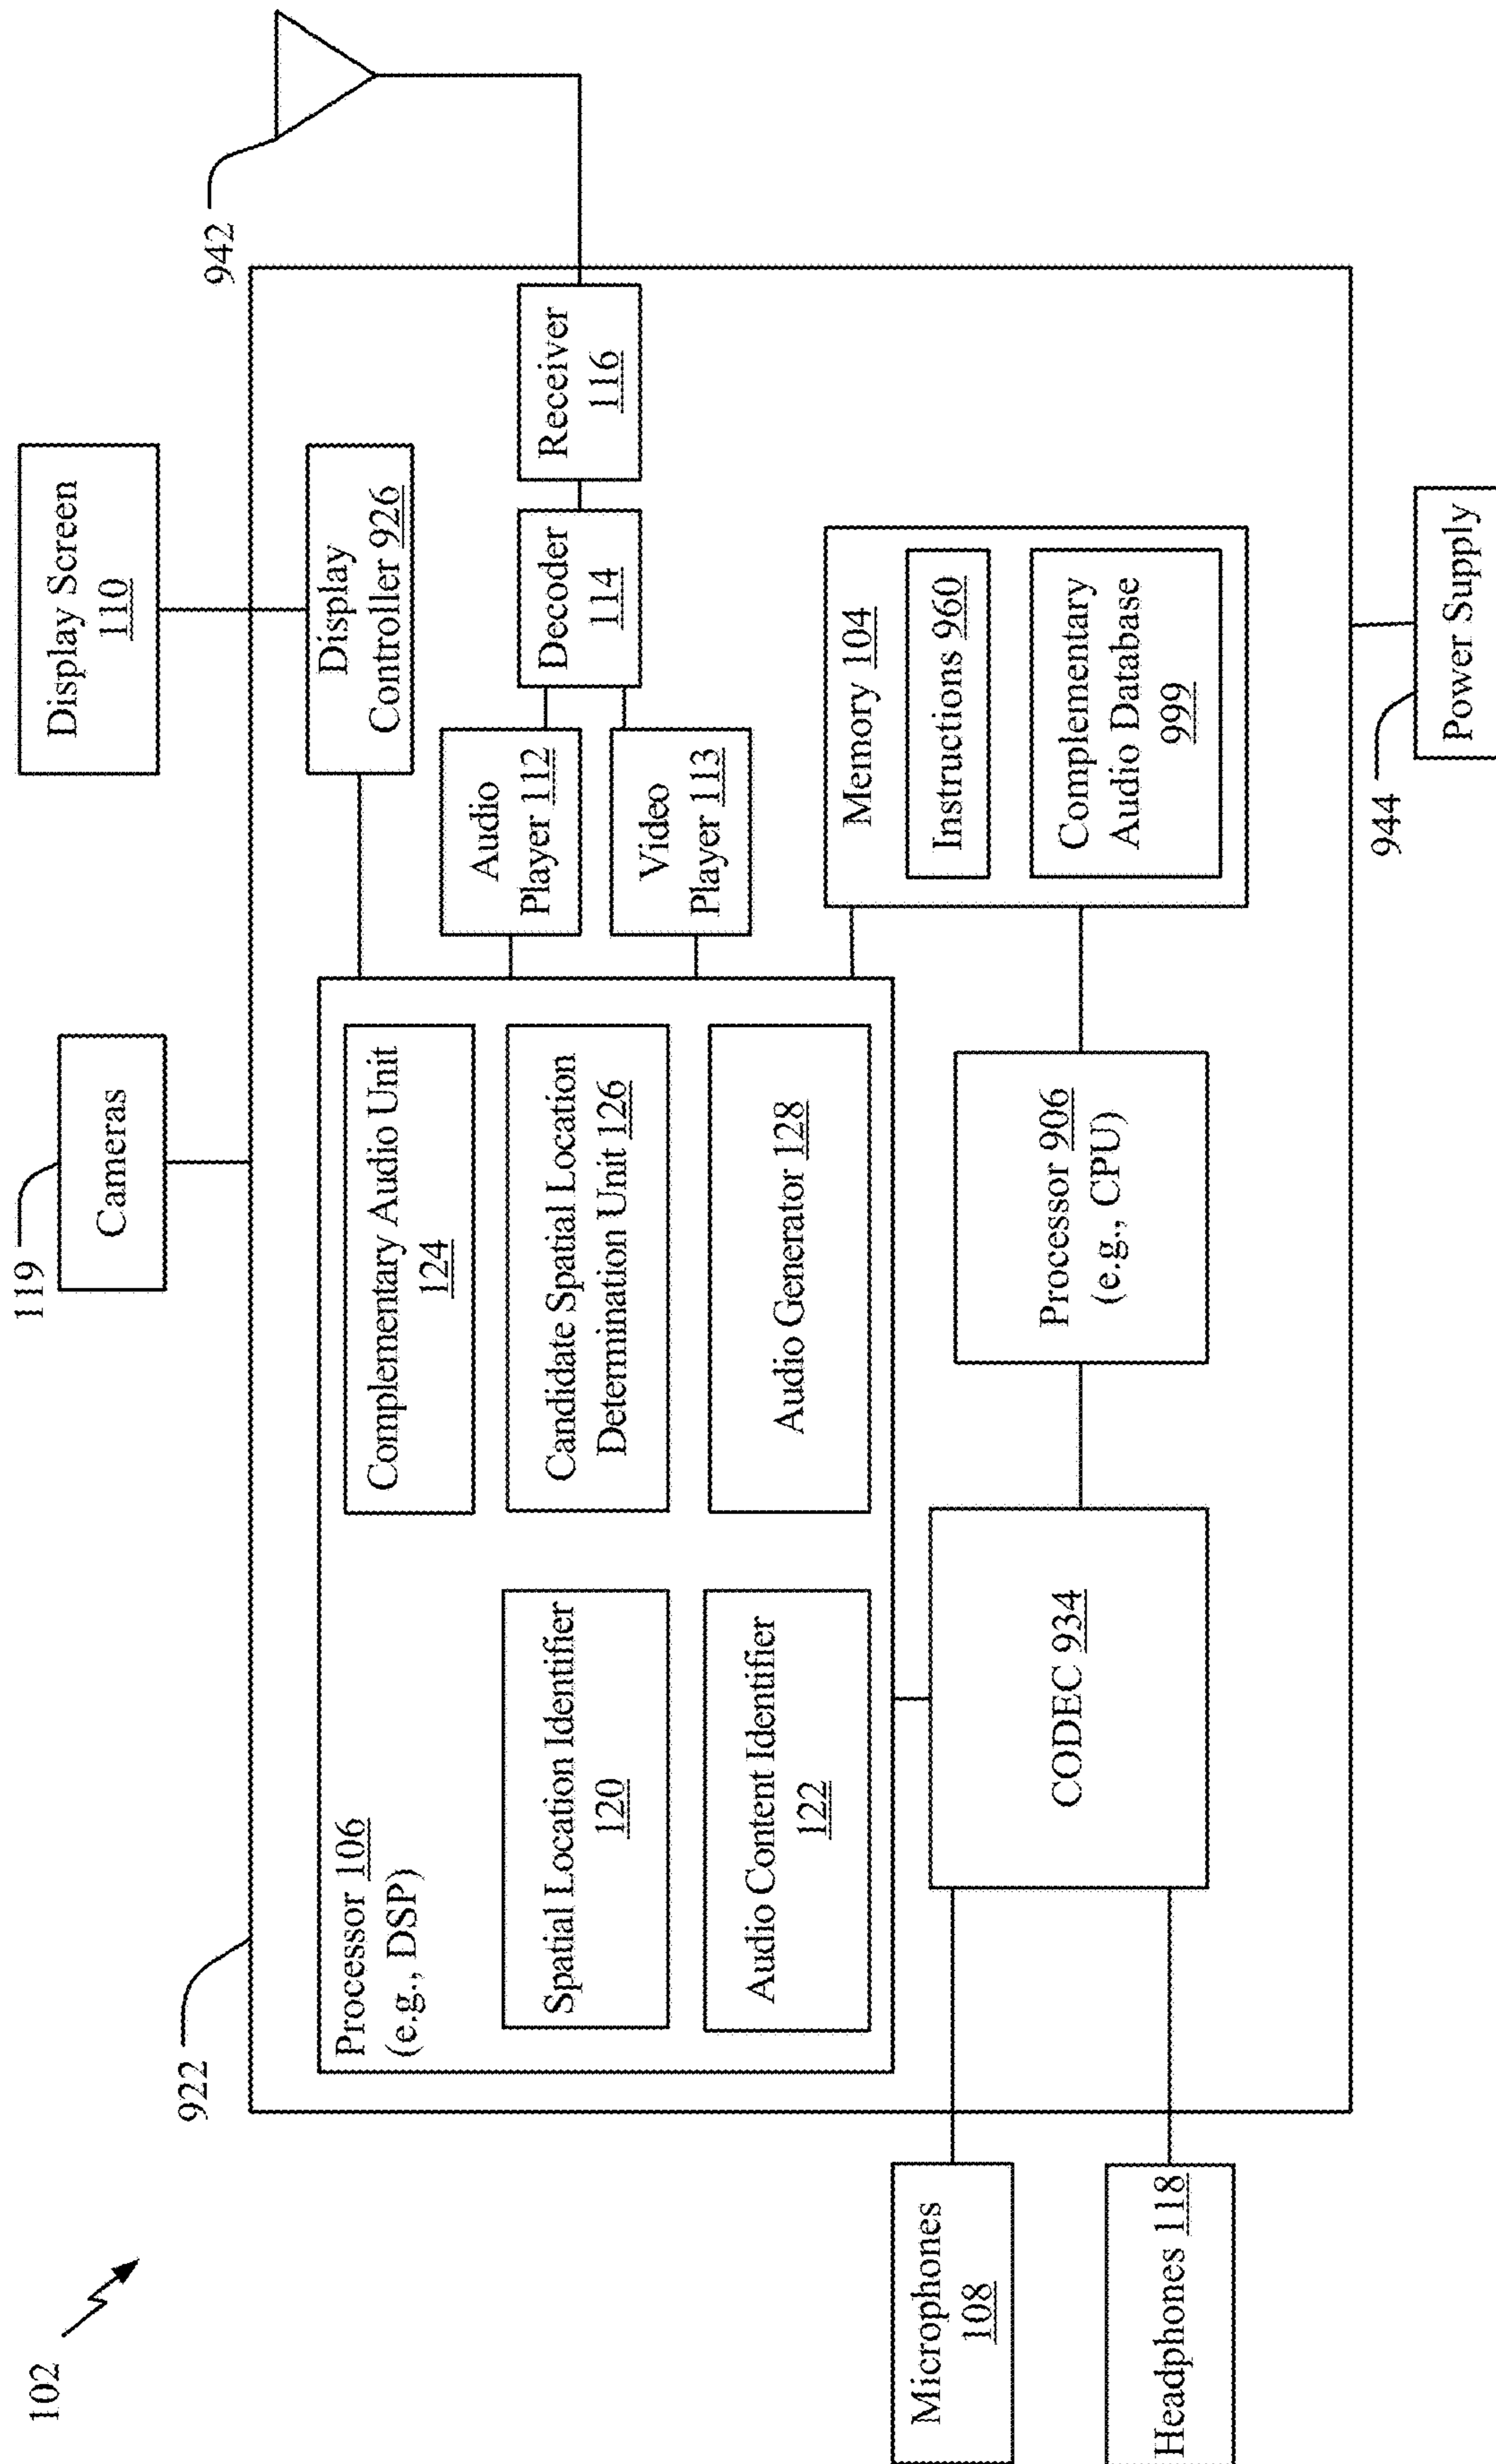 102
922
119
Cameras
Display Screen
110
942
Processor 106
(e.g., DSP)
Complementary Audio Unit
124
Display
Controller 926
Spatial Location Identifier
120
Candidate Spatial Location
Determination Unit 126
Audio
Player 112
Decoder
114
Receiver
116
Audio Content Identifier
122
Audio Generator 128
Video
Player 113
Microphones
108
Headphones 118
CODEC 934
Processor 906
(e.g., CPU)
Memory 104
Instructions 960
Complementary
Audio Database
999
944
Power Supply